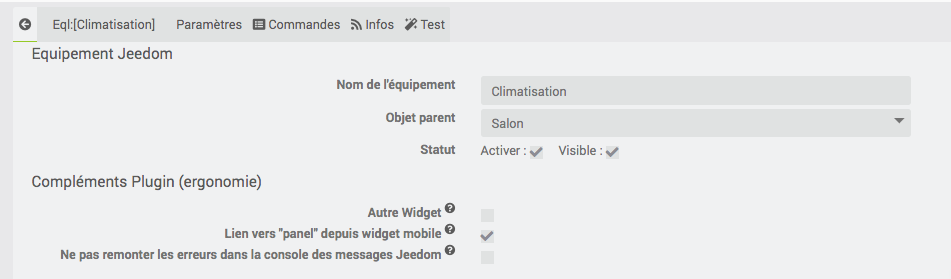 Eql:[Climatisation] Paramètres Commandes Infos Test
Equipement Jeedom
Nom de l'équipement Climatisation
Objet parent Salon
Statut Activer : Visible :
Compléments Plugin (ergonomie)
Autre Widget ?
Lien vers "panel" depuis widget mobile ?
Ne pas remonter les erreurs dans la console des messages Jeedom ?